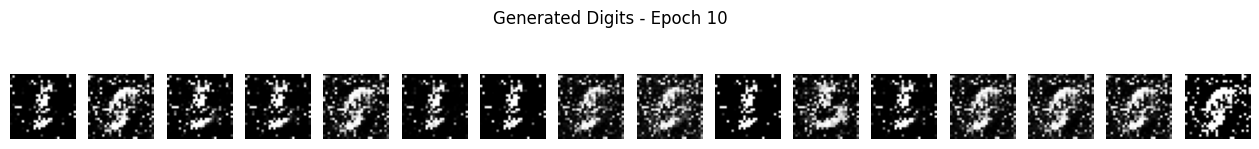 Generated Digits - Epoch 10